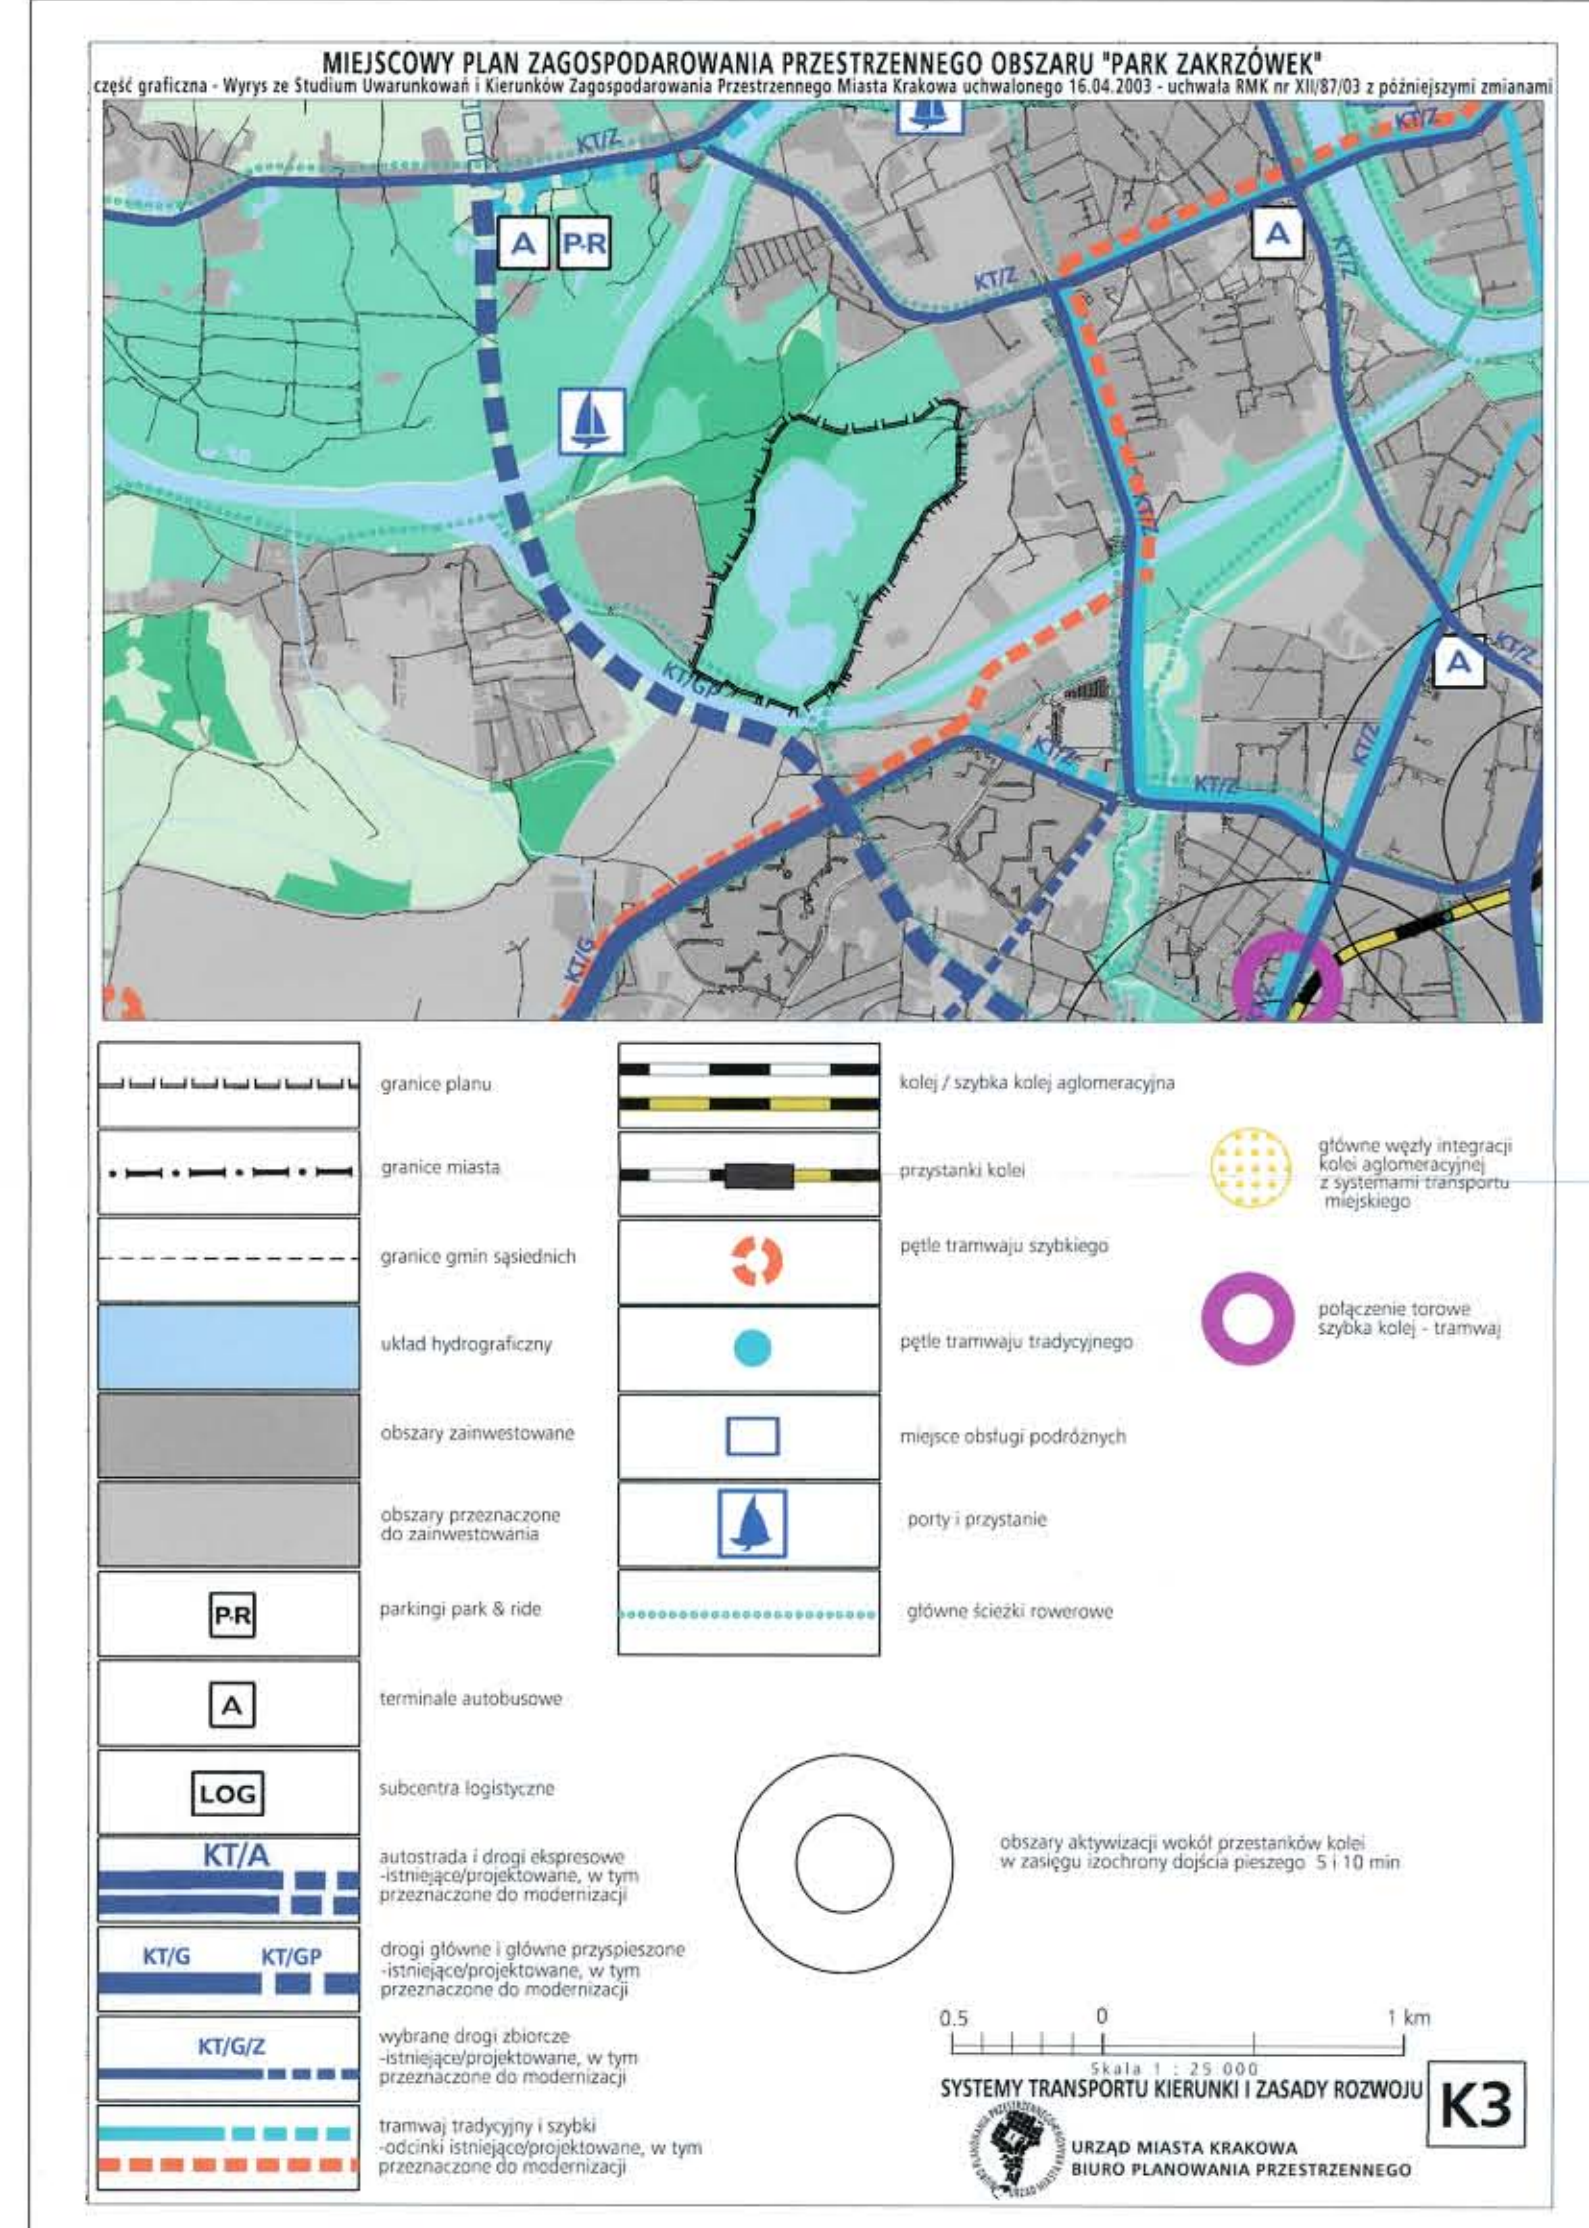 MIEJSCOWY PLAN ZAGOSPODAROWANIA PRZESTRZENNEGO OBSZARU "PARK ZAKRZÓWEK"
część graficzna - Wyrys ze Studium Uwarunkowań i Kierunków Zagospodarowania Przestrzennego Miasta Krakowa uchwalonego 16.04.2003 - uchwała RMK nr XII/87/03 z późniejszymi zmianami
KT/Z
KT/Z
A
P-R
A
KT/Z
KT/Z
KT/Z
KT/GP
A
KT/Z
KT/Z
KT/Z
KT/Z
KT/G
granice planu
granice miasta
granice gmin sąsiednich
układ hydrograficzny
obszary zainwestowane
obszary przeznaczone
do zainwestowania
P-R
parkingi park & ride
A
terminale autobusowe
LOG
subcentra logistyczne
KT/A
autostrada i drogi ekspresowe
-istniejące/projektowane, w tym
przeznaczone do modernizacji
KT/G KT/GP
drogi główne i główne przyspieszone
-istniejące/projektowane, w tym
przeznaczone do modernizacji
KT/G/Z
wybrane drogi zbiorcze
-istniejące/projektowane, w tym
przeznaczone do modernizacji
tramwaj tradycyjny i szybki
-odcinki istniejące/projektowane, w tym
przeznaczone do modernizacji
kolej / szybka kolej aglomeracyjna
przystanki kolei
pętle tramwaju szybkiego
pętle tramwaju tradycyjnego
miejsce obsługi podróżnych
porty i przystanie
główne ścieżki rowerowe
główne węzły integracji
kolei aglomeracyjnej
z systemami transportu
miejskiego
połączenie torowe
szybka kolej - tramwaj
obszary aktywizacji wokół przestanków kolei
w zasięgu izochrony dojścia pieszego 5 i 10 min
0.5 0 1 km
Skala 1 : 25 000
SYSTEMY TRANSPORTU KIERUNKI I ZASADY ROZWOJU
K3
URZĄD MIASTA KRAKOWA
BIURO PLANOWANIA PRZESTRZENNEGO